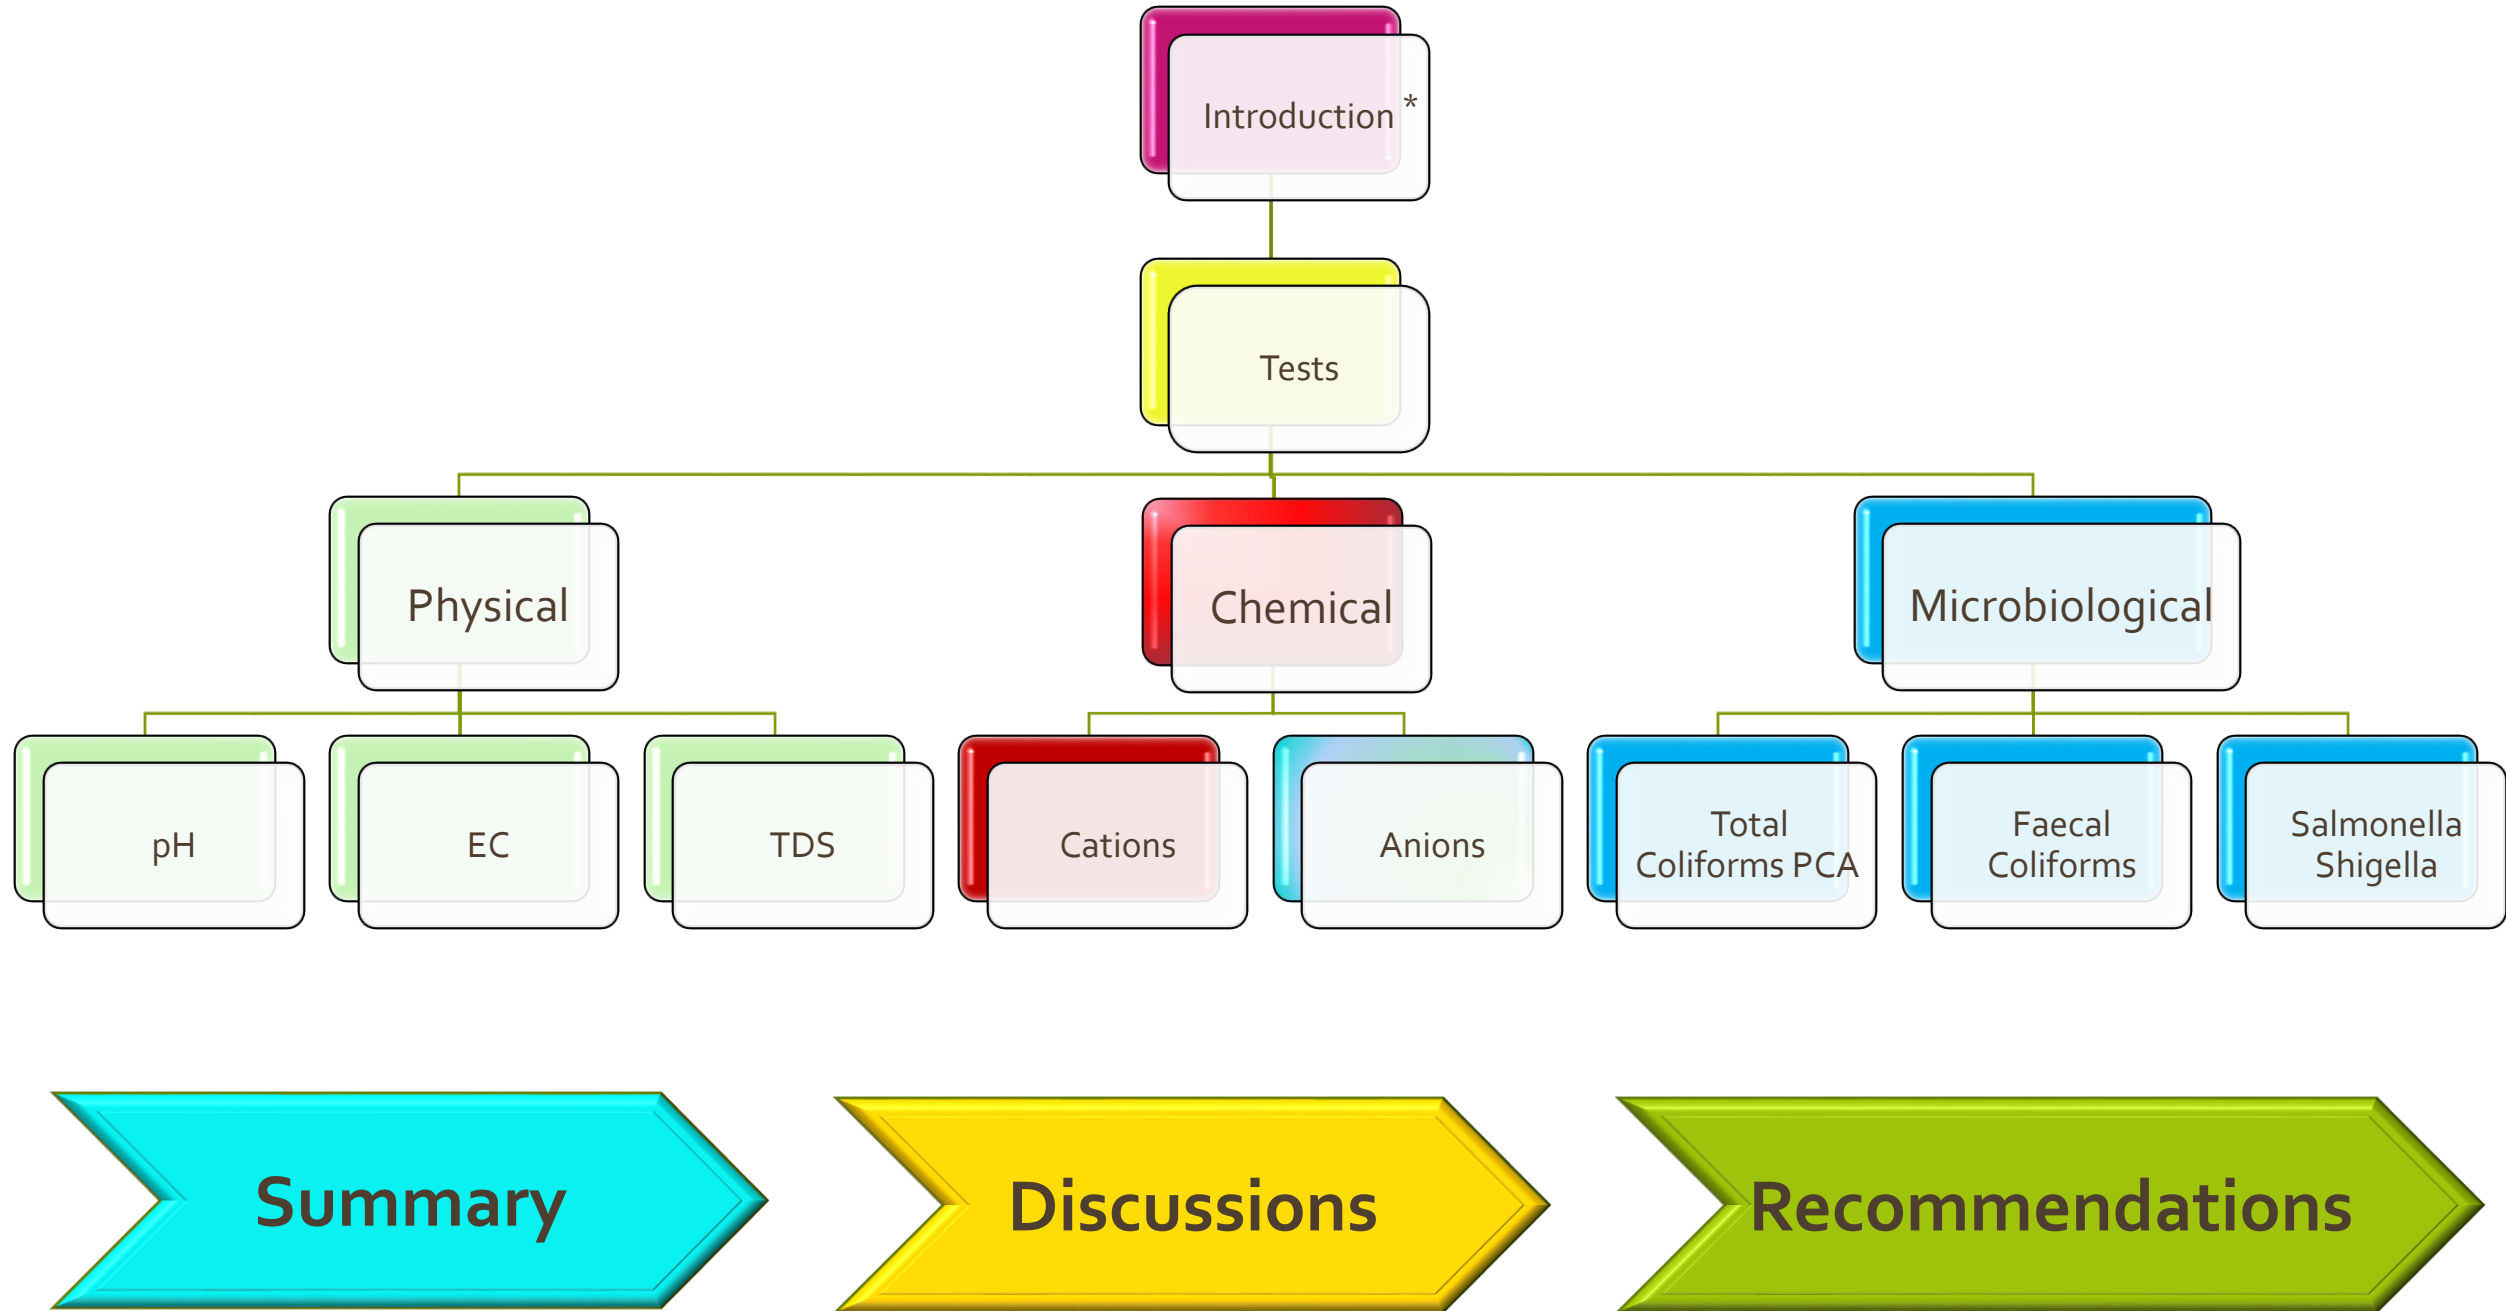 Introduction *
Tests
Physical
Chemical
Microbiological
pH
EC
TDS
Cations
Anions
Total
Coliforms PCA
Faecal
Coliforms
Salmonella
Shigella
Summary
Discussions
Recommendations